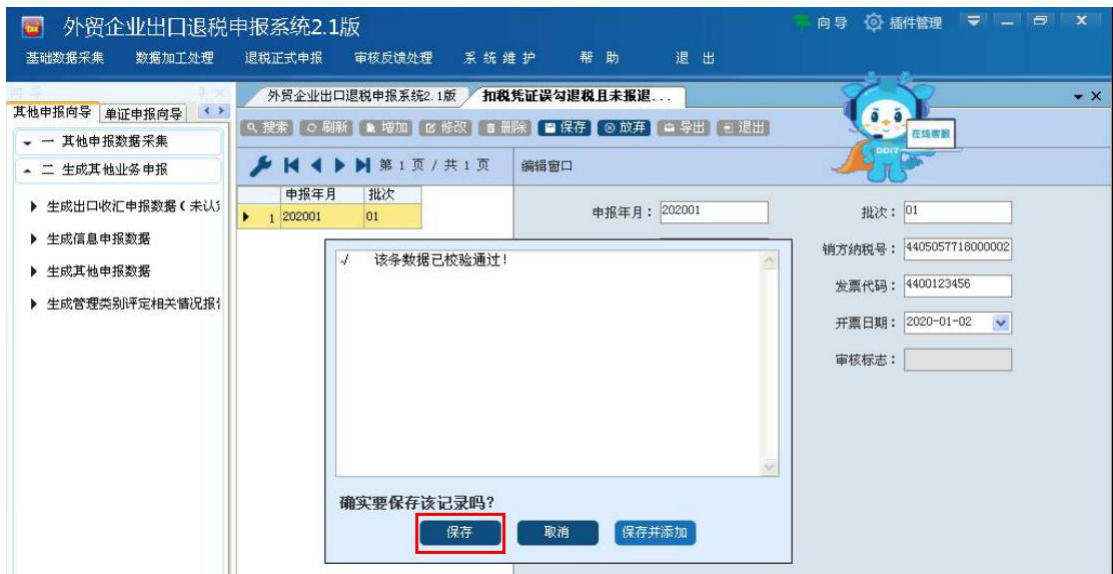 外贸企业出口退税申报系统2.1版
向导 插件管理
基础数据采集 数据加工处理 退税正式申报 审核反馈处理 系统维护 帮助 退出
向导
其他申报向导 单证申报向导
外贸企业出口退税申报系统2.1版 扣税凭证误勾退税且未报退...
一 其他申报数据采集
二 生成其他业务申报
生成出口收汇申报数据(未认
生成信息申报数据
生成其他申报数据
生成管理类别评定相关情况报
搜索 刷新 增加 修改 删除 保存 放弃 导出 退出
在线客服
DDIT
第 1 页 / 共 1 页 编辑窗口
申报年月 批次
1 202001 01
申报年月: 202001 批次: 01
销方纳税号: 4405057718000002
发票代码: 4400123456
开票日期: 2020-01-02
审核标志:
√ 该条数据已校验通过!
确实要保存该记录吗?
保存 取消 保存并添加